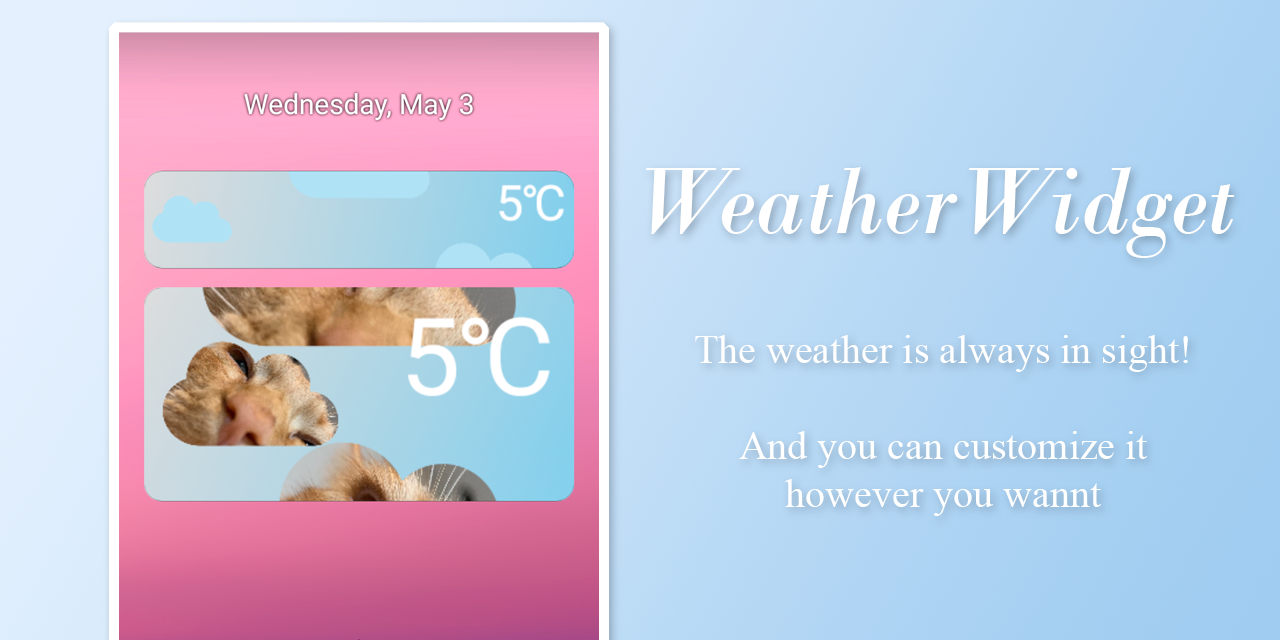 Wednesday, May 3
5°C
5°C
WeatherWidget
The weather is always in sight!
And you can customize it
however you wannt